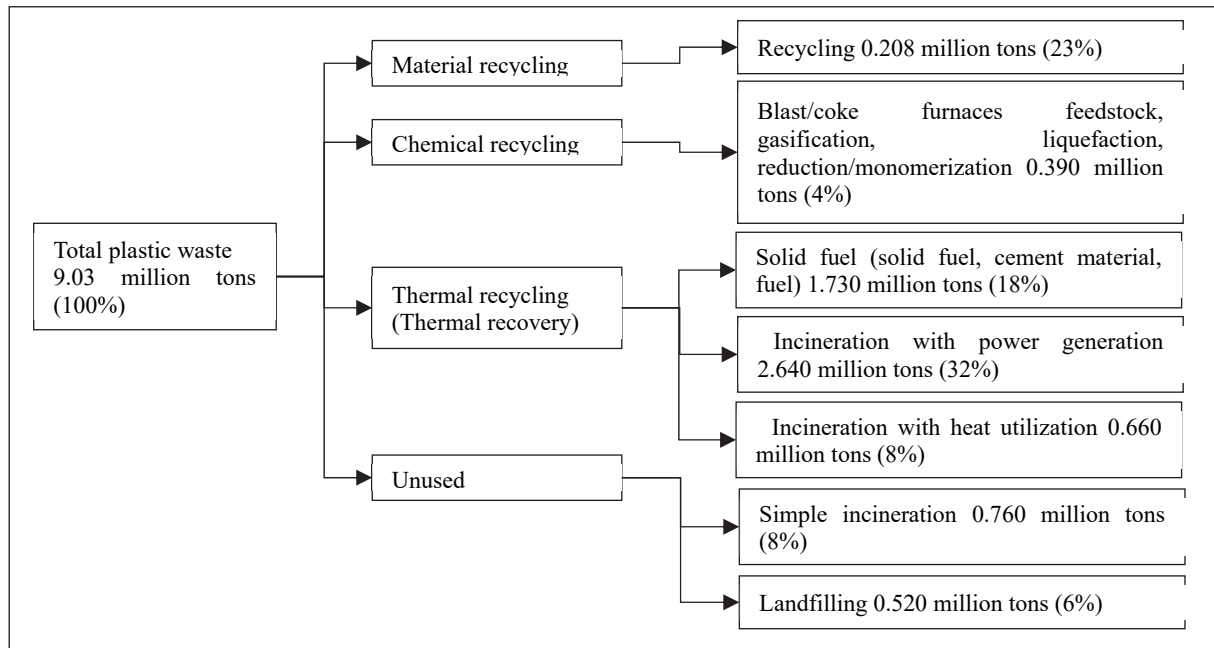 Total plastic waste
9.03 million tons
(100%)
Material recycling
Chemical recycling
Thermal recycling
(Thermal recovery)
Unused
Recycling 0.208 million tons (23%)
Blast/coke furnaces feedstock,
gasification, liquefaction,
reduction/monomerization 0.390 million
tons (4%)
Solid fuel (solid fuel, cement material,
fuel) 1.730 million tons (18%)
Incineration with power generation
2.640 million tons (32%)
Incineration with heat utilization 0.660
million tons (8%)
Simple incineration 0.760 million tons
(8%)
Landfilling 0.520 million tons (6%)